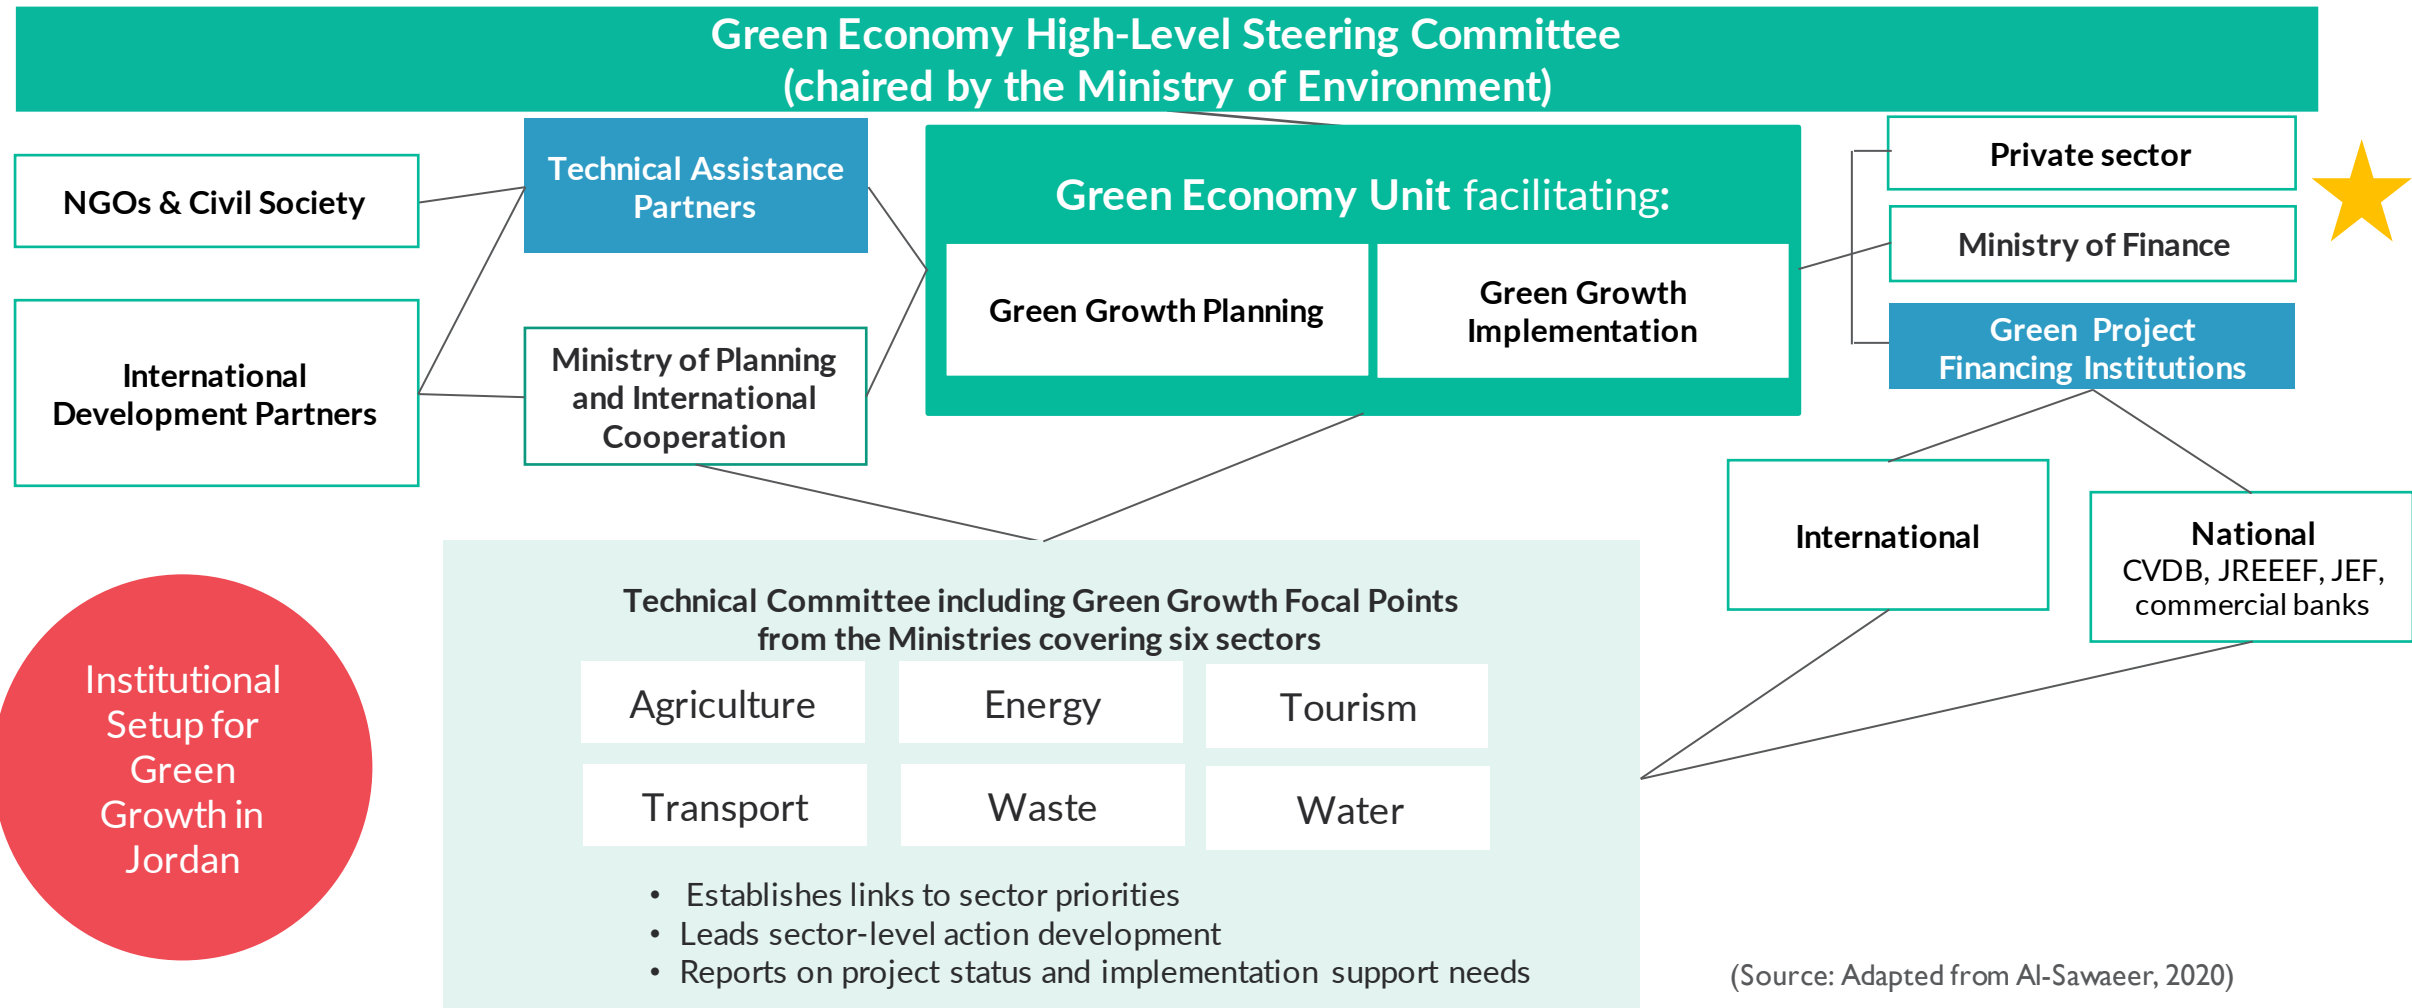 Green Economy High-Level Steering Committee
(chaired by the Ministry of Environment)
NGOs & Civil Society
International
Development Partners
Technical Assistance
Partners
Ministry of Planning
and International
Cooperation
Green Economy Unit facilitating:
Green Growth Planning
Green Growth
Implementation
Private sector
Ministry of Finance
Green Project
Financing Institutions
International
National
CVDB, JREEEF, JEF,
commercial banks
Institutional
Setup for
Green
Growth in
Jordan
Technical Committee including Green Growth Focal Points
from the Ministries covering six sectors
Agriculture
Energy
Tourism
Transport
Waste
Water
• Establishes links to sector priorities
• Leads sector-level action development
• Reports on project status and implementation support needs
(Source: Adapted from Al-Sawaeer, 2020)